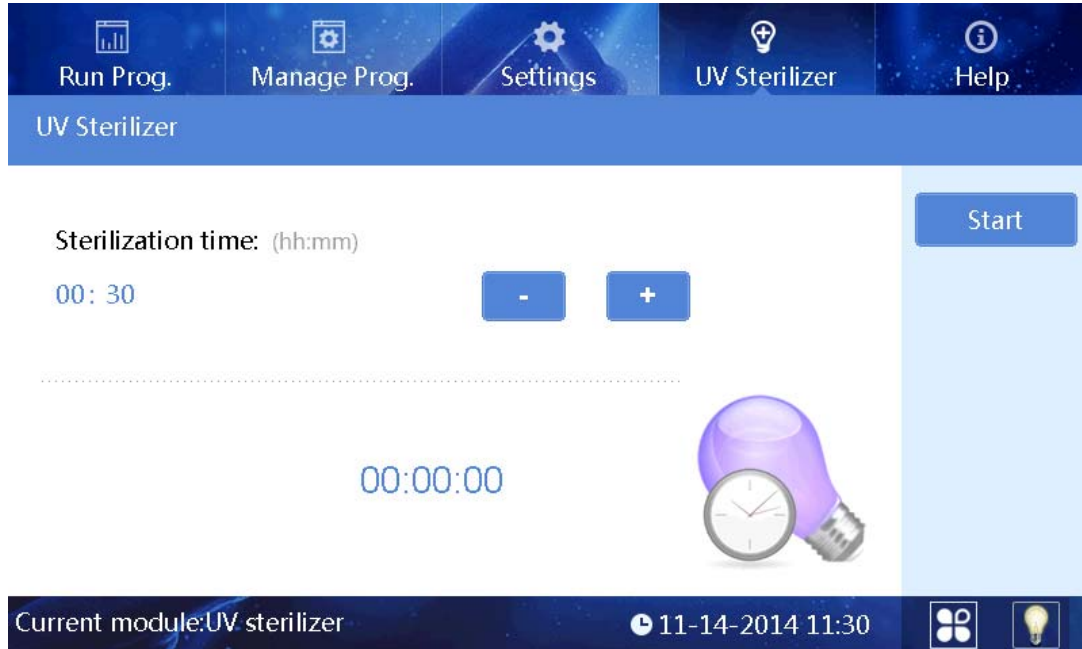 Run Prog. Manage Prog. Settings UV Sterilizer Help
UV Sterilizer
Start
Sterilization time: (hh:mm)
00: 30
- +
00:00:00
Current module:UV sterilizer 11-14-2014 11:30